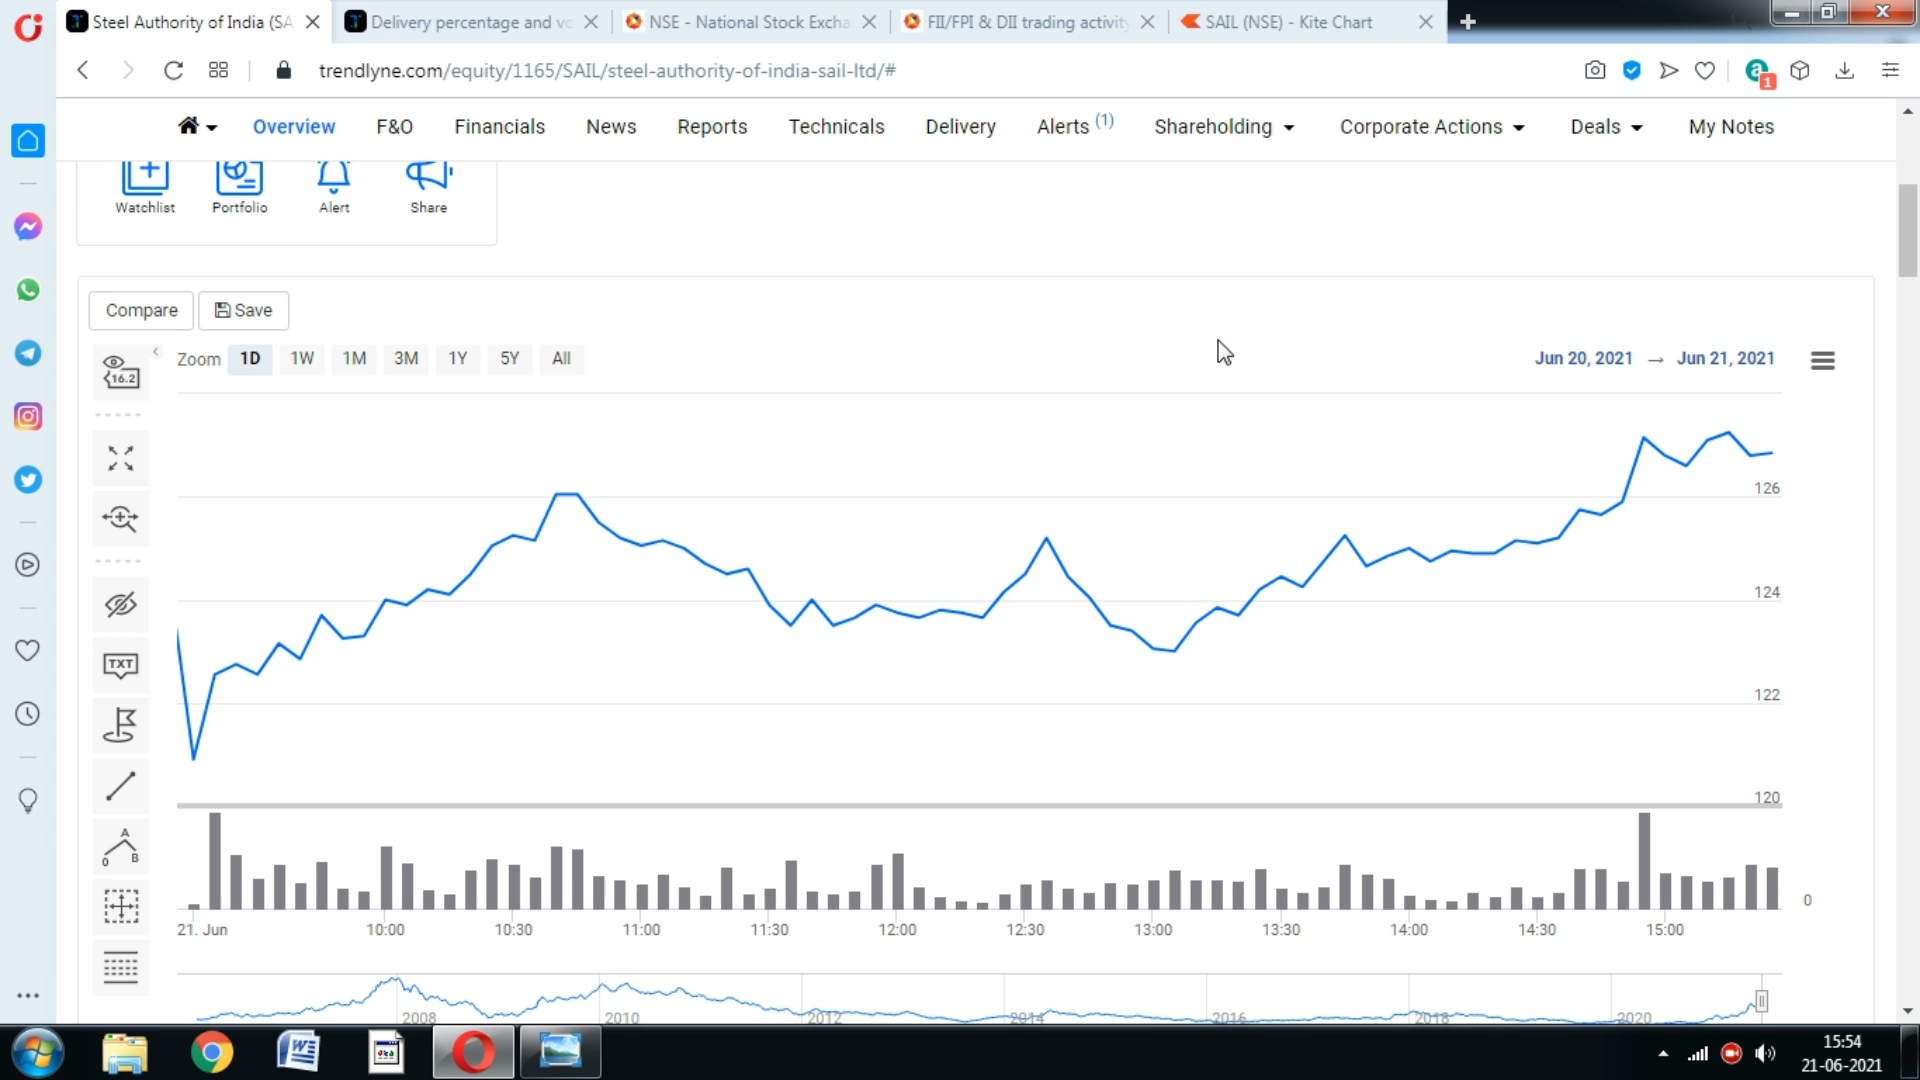 Steel Authority of India (SA
Delivery percentage and vo
NSE - National Stock Excha
FII/FPI & DII trading activity
SAIL (NSE) - Kite Chart
trendlyne.com/equity/1165/SAIL/steel-authority-of-india-sail-ltd/#
a 1
Overview F&O Financials News Reports Technicals Delivery Alerts (1) Shareholding Corporate Actions Deals My Notes
Watchlist Portfolio Alert Share
Compare Save
Zoom 1D 1W 1M 3M 1Y 5Y All
Jun 20, 2021 → Jun 21, 2021
16.2
126
124
TXT
122
120
A
0 B
0
21. Jun 10:00 10:30 11:00 11:30 12:00 12:30 13:00 13:30 14:00 14:30 15:00
2008 2010 2012 2014 2016 2018 2020
15:54
21-06-2021